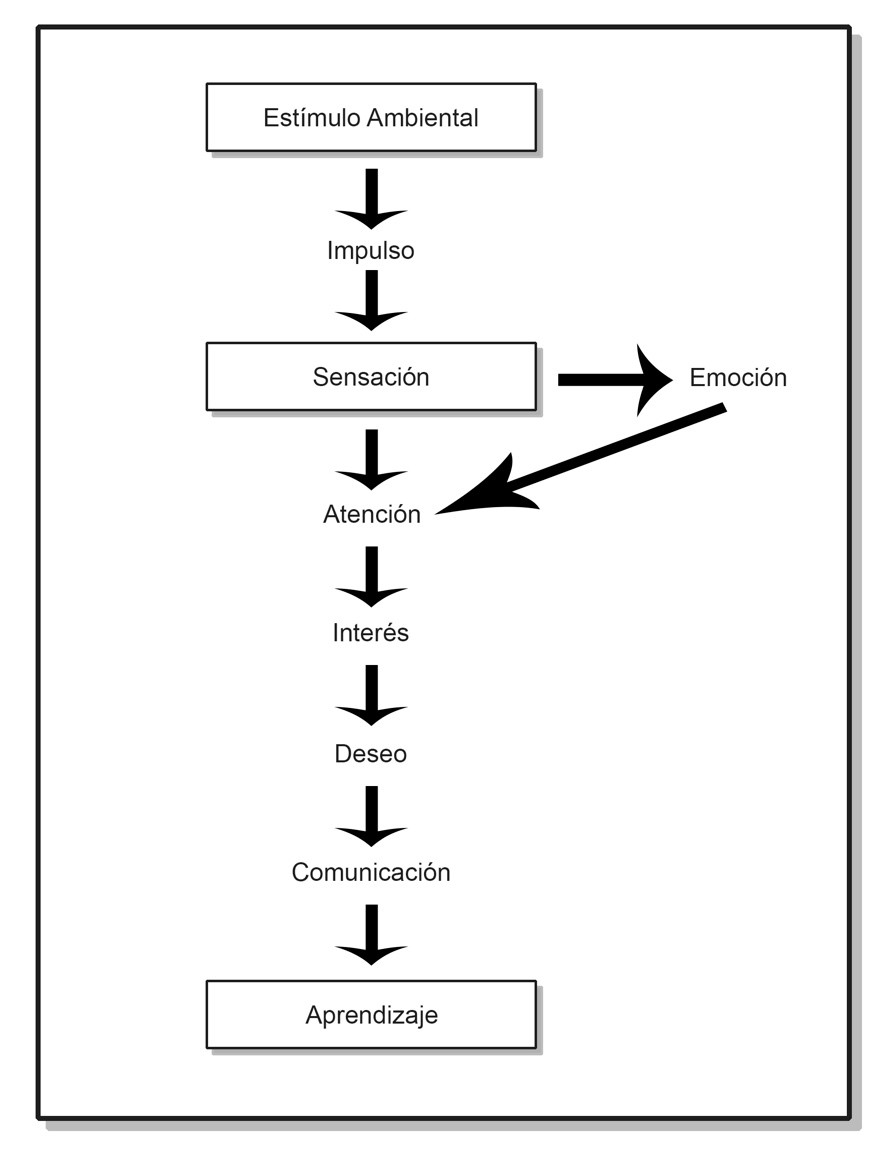 Estímulo Ambiental
Impulso
Sensación
Emoción
Atención
Interés
Deseo
Comunicación
Aprendizaje